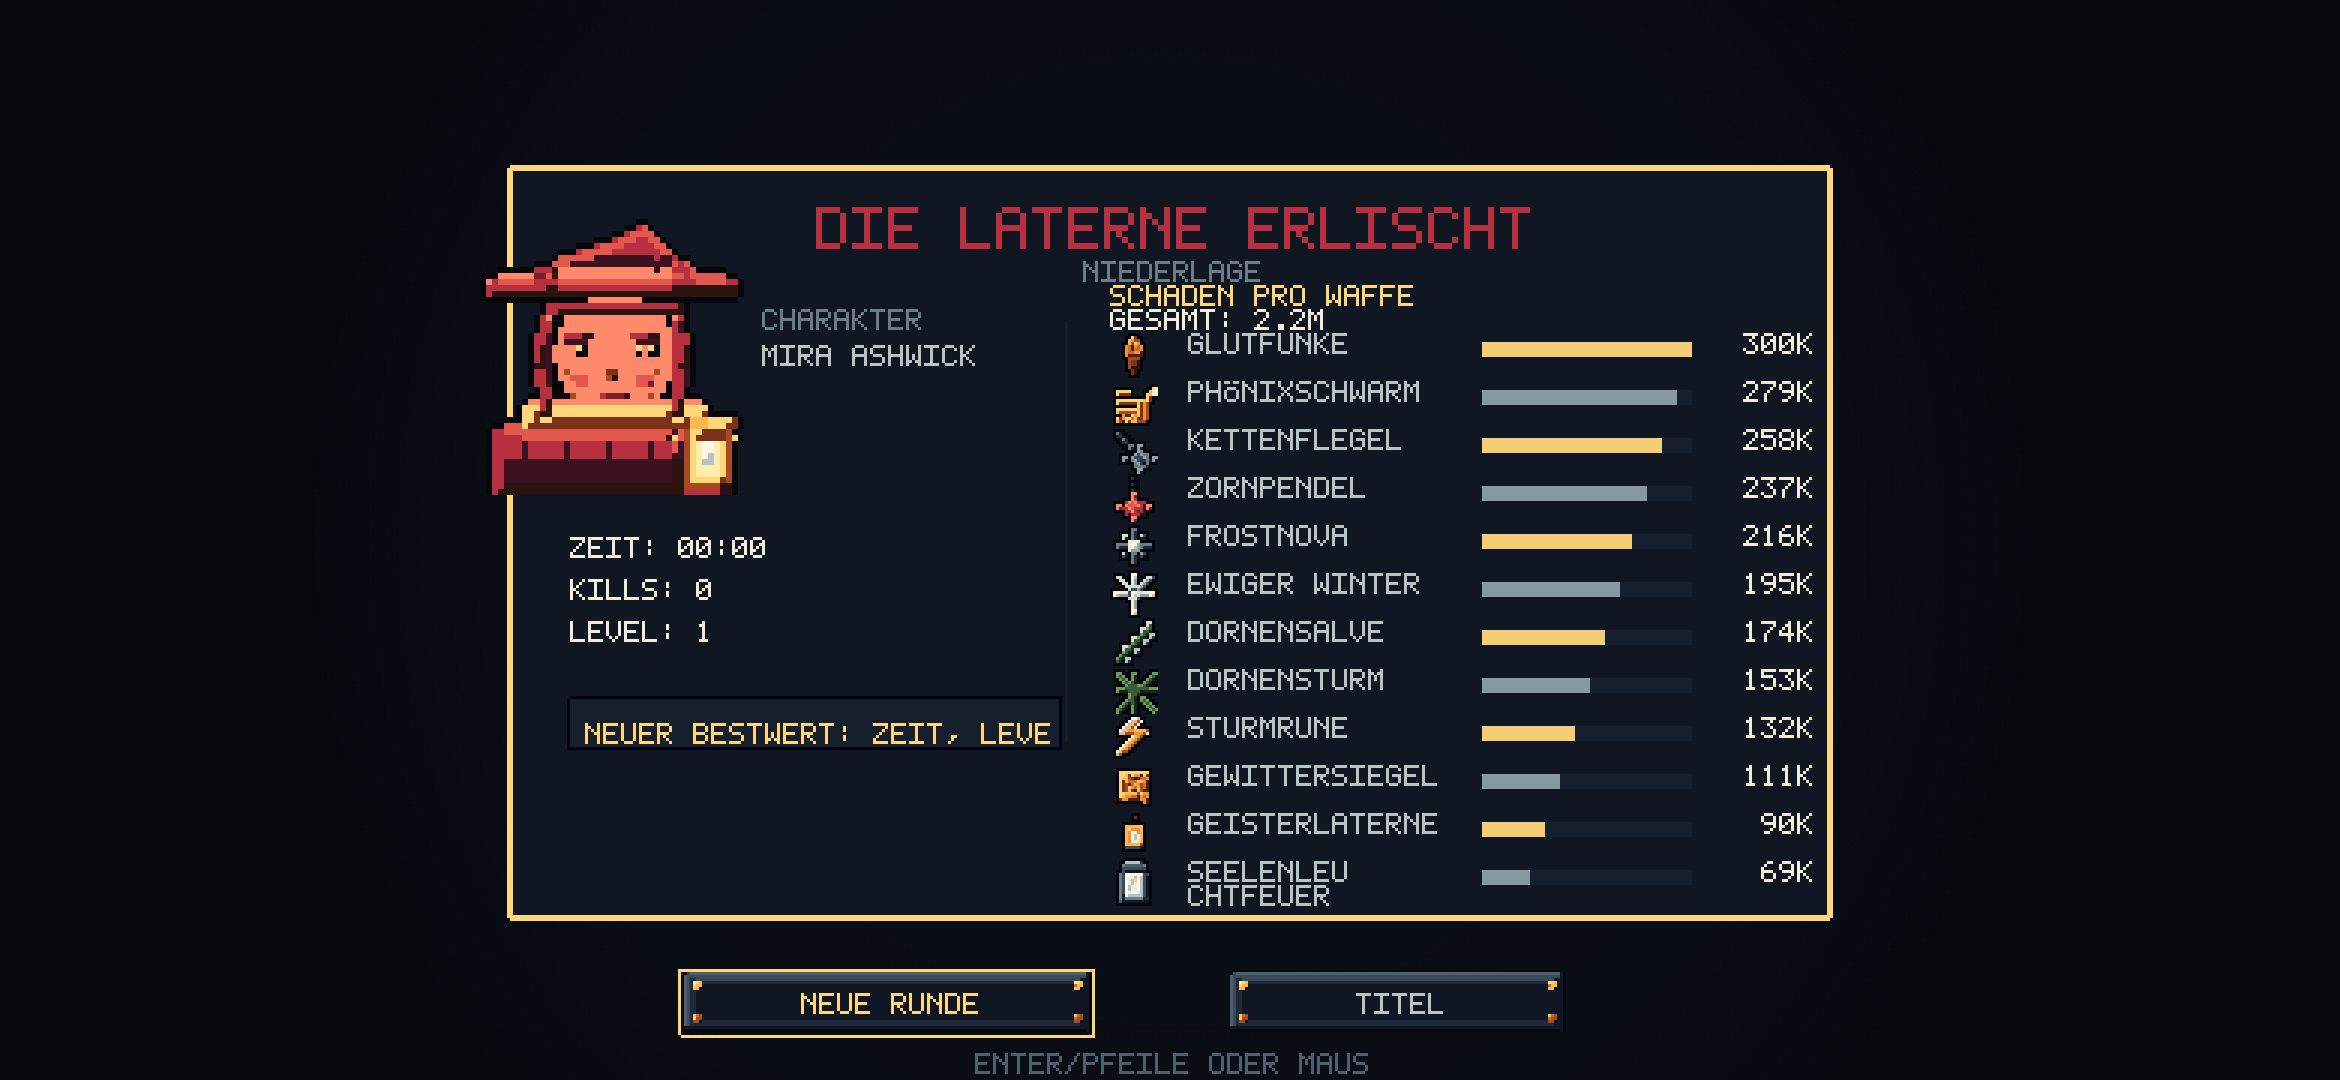 DIE LATERNE ERLISCHT
NIEDERLAGE
CHARAKTER
MIRA ASHWICK
ZEIT: 00:00
KILLS: 0
LEVEL: 1
NEUER BESTWERT: ZEIT, LEVE
SCHADEN PRO WAFFE
GESAMT: 2.2M
GLUTFUNKE 300K
PHöNIXSCHWARM 279K
KETTENFLEGEL 258K
ZORNPENDEL 237K
FROSTNOVA 216K
EWIGER WINTER 195K
DORNENSALVE 174K
DORNENSTURM 153K
STURMRUNE 132K
GEWITTERSIEGEL 111K
GEISTERLATERNE 90K
SEELENLEU 69K
CHTFEUER
NEUE RUNDE
TITEL
ENTER/PFEILE ODER MAUS